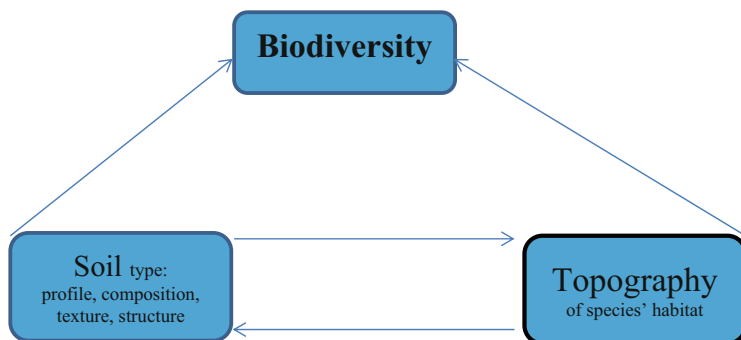 Biodiversity
Soil type:
profile, composition,
texture, structure
Topography
of species' habitat